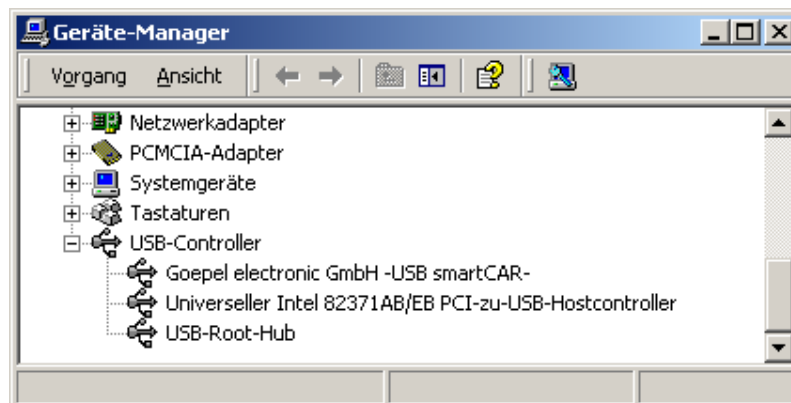 Geräte-Manager
Vorgang Ansicht
Netzwerkadapter
PCMCIA-Adapter
Systemgeräte
Tastaturen
USB-Controller
Goepel electronic GmbH -USB smartCAR-
Universeller Intel 82371AB/EB PCI-zu-USB-Hostcontroller
USB-Root-Hub